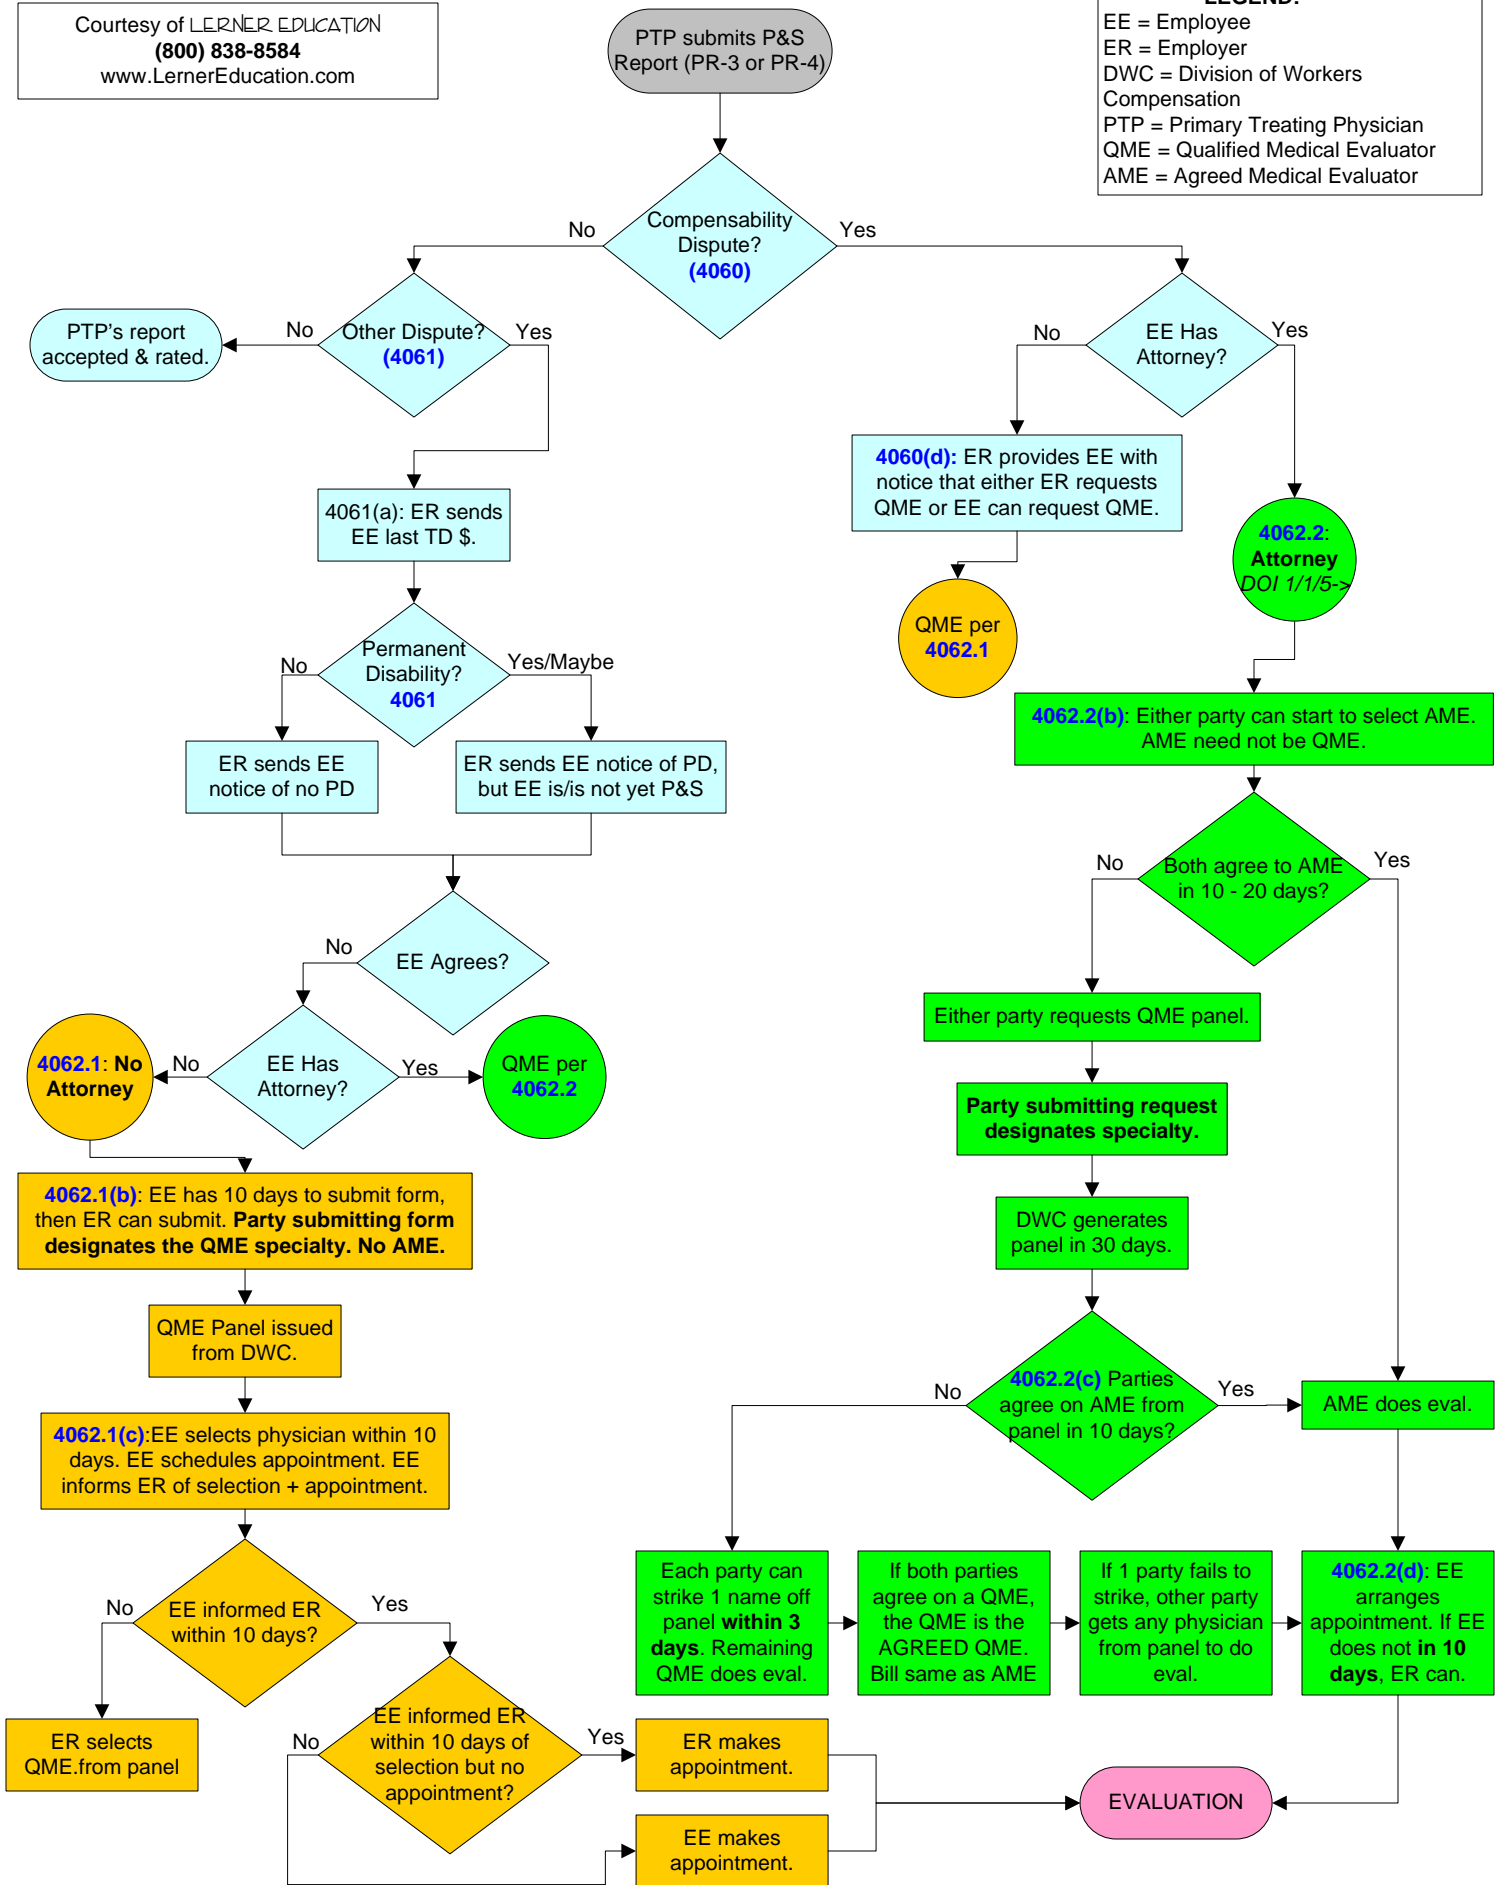 Courtesy of LERNER EDUCATION
(800) 838-8584
www.LernerEducation.com
PTP submits P&S
Report (PR-3 or PR-4)
LEGEND:
EE = Employee
ER = Employer
DWC = Division of Workers
Compensation
PTP = Primary Treating Physician
QME = Qualified Medical Evaluator
AME = Agreed Medical Evaluator
Compensability
Dispute?
(4060)
No
Yes
Other Dispute?
(4061)
No
Yes
PTP's report
accepted & rated.
EE Has
Attorney?
No
Yes
4060(d): ER provides EE with
notice that either ER requests
QME or EE can request QME.
4061(a): ER sends
EE last TD $.
4062.2:
Attorney
DOI 1/1/5->
QME per
4062.1
Permanent
Disability?
4061
No
Yes/Maybe
ER sends EE
notice of no PD
ER sends EE notice of PD,
but EE is/is not yet P&S
4062.2(b): Either party can start to select AME.
AME need not be QME.
Both agree to AME
in 10 - 20 days?
No
Yes
EE Agrees?
No
Either party requests QME panel.
4062.1: No
Attorney
No
EE Has
Attorney?
Yes
QME per
4062.2
Party submitting request
designates specialty.
4062.1(b): EE has 10 days to submit form,
then ER can submit. Party submitting form
designates the QME specialty. No AME.
DWC generates
panel in 30 days.
QME Panel issued
from DWC.
4062.2(c) Parties
agree on AME from
panel in 10 days?
No
Yes
AME does eval.
4062.1(c):EE selects physician within 10
days. EE schedules appointment. EE
informs ER of selection + appointment.
Each party can
strike 1 name off
panel within 3
days. Remaining
QME does eval.
If both parties
agree on a QME,
the QME is the
AGREED QME.
Bill same as AME
If 1 party fails to
strike, other party
gets any physician
from panel to do
eval.
4062.2(d): EE
arranges
appointment. If EE
does not in 10
days, ER can.
EE informed ER
within 10 days?
No
Yes
ER selects
QME.from panel
EE informed ER
within 10 days of
selection but no
appointment?
No
Yes
ER makes
appointment.
EVALUATION
EE makes
appointment.